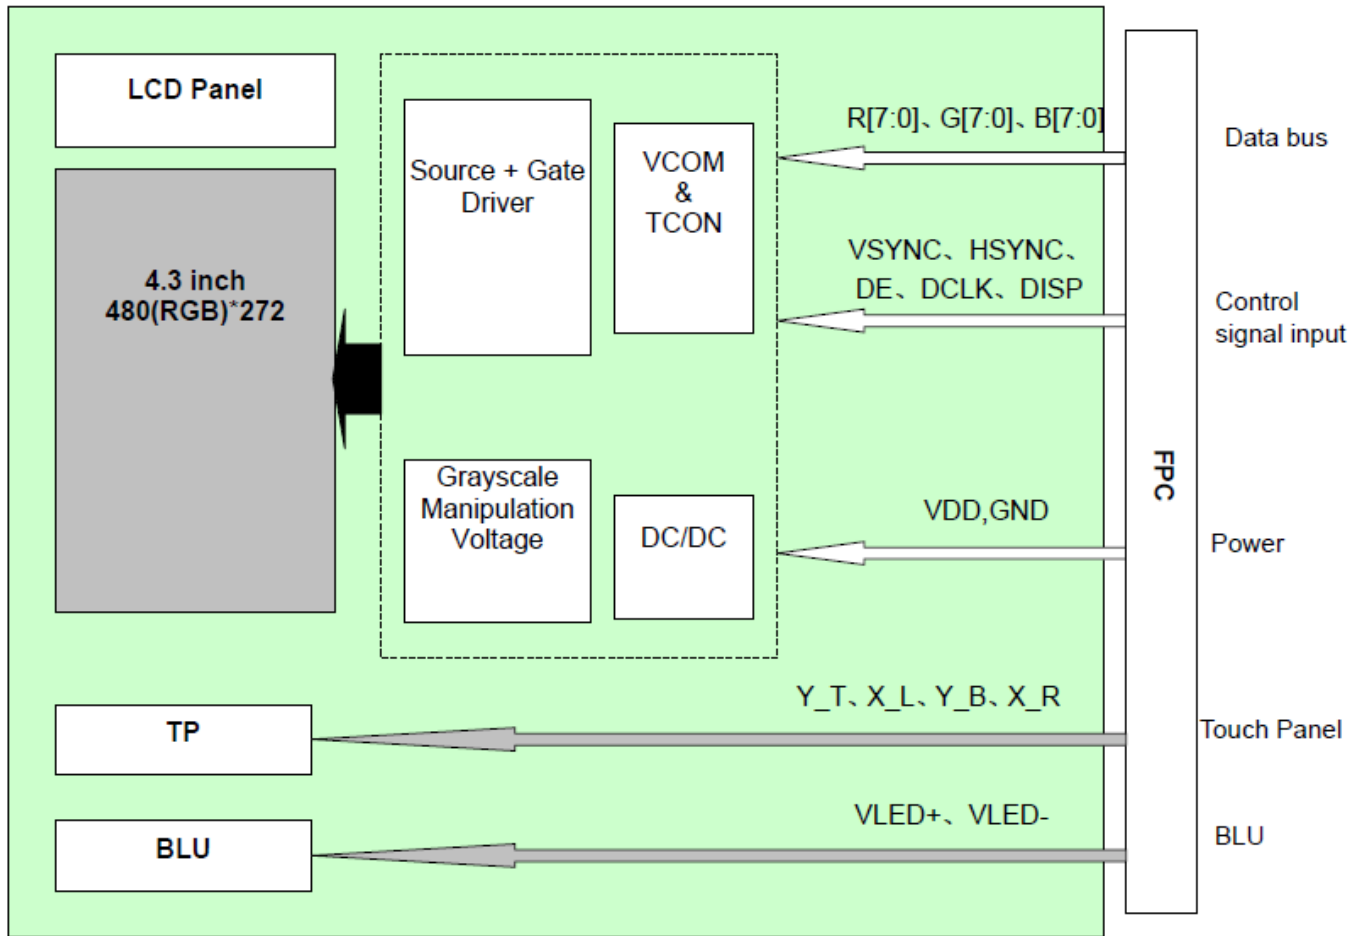 LCD Panel
4.3 inch
480(RGB)*272
Source + Gate
Driver
VCOM
&
TCON
Grayscale
Manipulation
Voltage
DC/DC
R[7:0]、G[7:0]、B[7:0]
Data bus
VSYNC、HSYNC、
DE、DCLK、DISP
Control
signal input
VDD,GND
Power
FPC
TP
Y_T、X_L、Y_B、X_R
Touch Panel
BLU
VLED+、VLED-
BLU